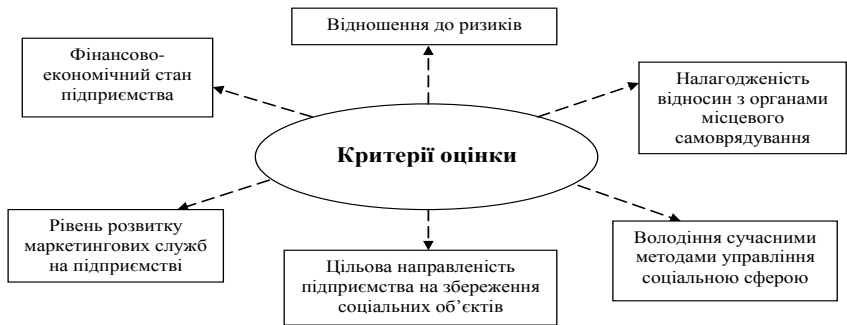 Відношення до ризиків
Фінансово-
економічний стан
підприємства
Налагодженість
відносин з органами
місцевого
самоврядування
Критерії оцінки
Рівень розвитку
маркетингових служб
на підприємстві
Цільова направленість
підприємства на збереження
соціальних об’єктів
Володіння сучасними
методами управління
соціальною сферою